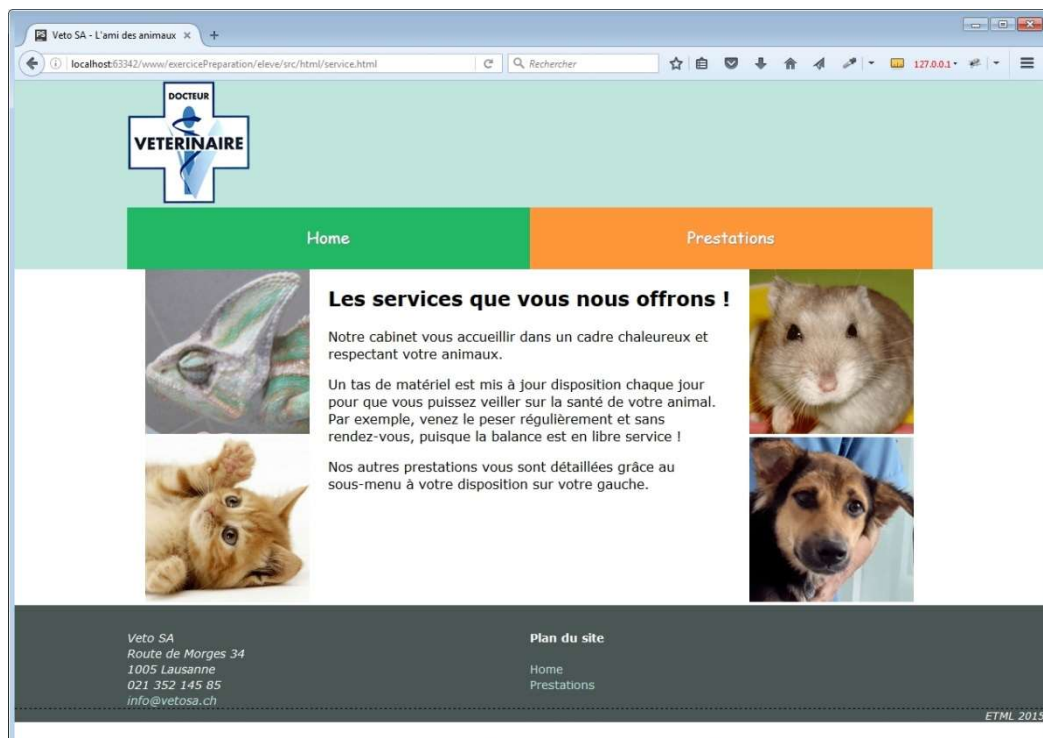 Veto SA - L'ami des animaux
localhost:63342/www/exercicePreparation/eleve/src/html/service.html
Rechercher
127.0.0.1
DOCTEUR
VETERINAIRE
Home
Prestations
Les services que vous nous offrons !
Notre cabinet vous accueillir dans un cadre chaleureux et
respectant votre animaux.
Un tas de matériel est mis à jour disposition chaque jour
pour que vous puissez veiller sur la santé de votre animal.
Par exemple, venez le peser régulièrement et sans
rendez-vous, puisque la balance est en libre service !
Nos autres prestations vous sont détaillées grâce au
sous-menu à votre disposition sur votre gauche.
Veto SA
Route de Morges 34
1005 Lausanne
021 352 145 85
info@vetosa.ch
Plan du site
Home
Prestations
ETML 2015